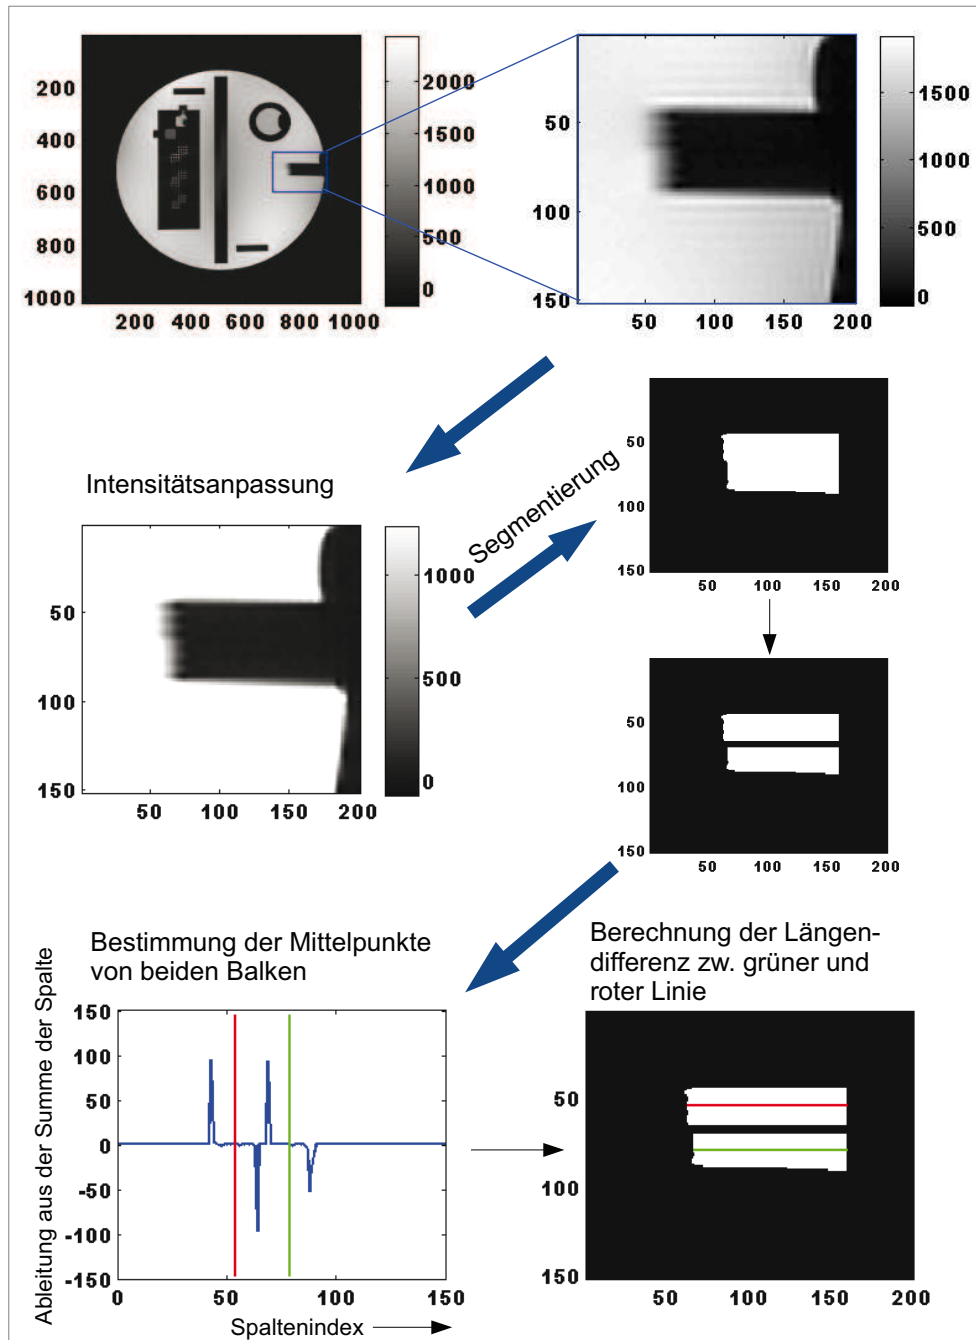 200
400
600
800
1000
200 400 600 800 1000
2000
1500
1000
500
0
50
100
150
50 100 150 200
1500
1000
500
0
Intensitätsanpassung
50
100
150
50 100 150 200
1000
500
0
Segmentierung
50
100
150
50 100 150 200
50
100
150
50 100 150 200
Bestimmung der Mittelpunkte
von beiden Balken
Ableitung aus der Summe der Spalte
150
100
50
0
-50
-100
-150
0 50 100 150
Spaltenindex
Berechnung der Längen-
differenz zw. grüner und
roter Linie
50
100
150
50 100 150 200